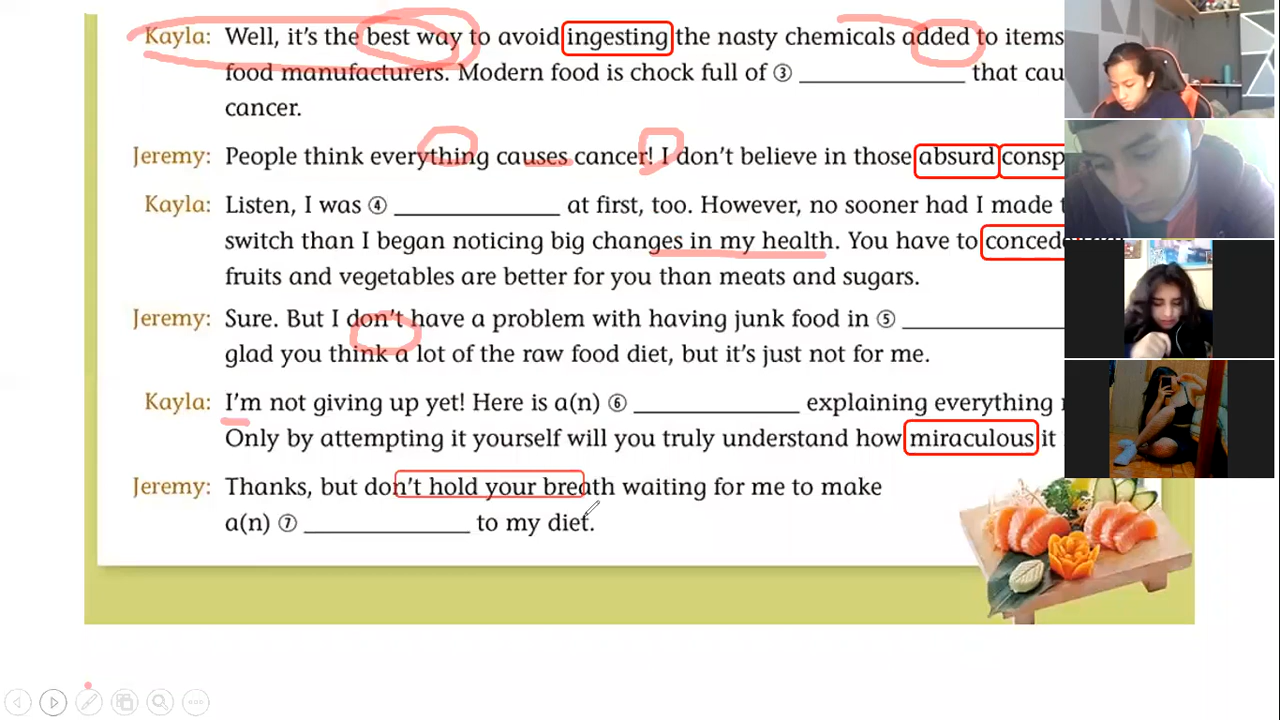 Kayla: Well, it's the best way to avoid ingesting the nasty chemicals added to items
food manufacturers. Modern food is chock full of ③ ____________ that cau
cancer.
Jeremy: People think everything causes cancer! I don't believe in those absurd consp
Kayla: Listen, I was ④ ____________ at first, too. However, no sooner had I made
switch than I began noticing big changes in my health. You have to conced
fruits and vegetables are better for you than meats and sugars.
Jeremy: Sure. But I don't have a problem with having junk food in ⑤ ____________
glad you think a lot of the raw food diet, but it's just not for me.
Kayla: I'm not giving up yet! Here is a(n) ⑥ ____________ explaining everything
Only by attempting it yourself will you truly understand how miraculous it
Jeremy: Thanks, but don't hold your breath waiting for me to make
a(n) ⑦ ____________ to my diet.